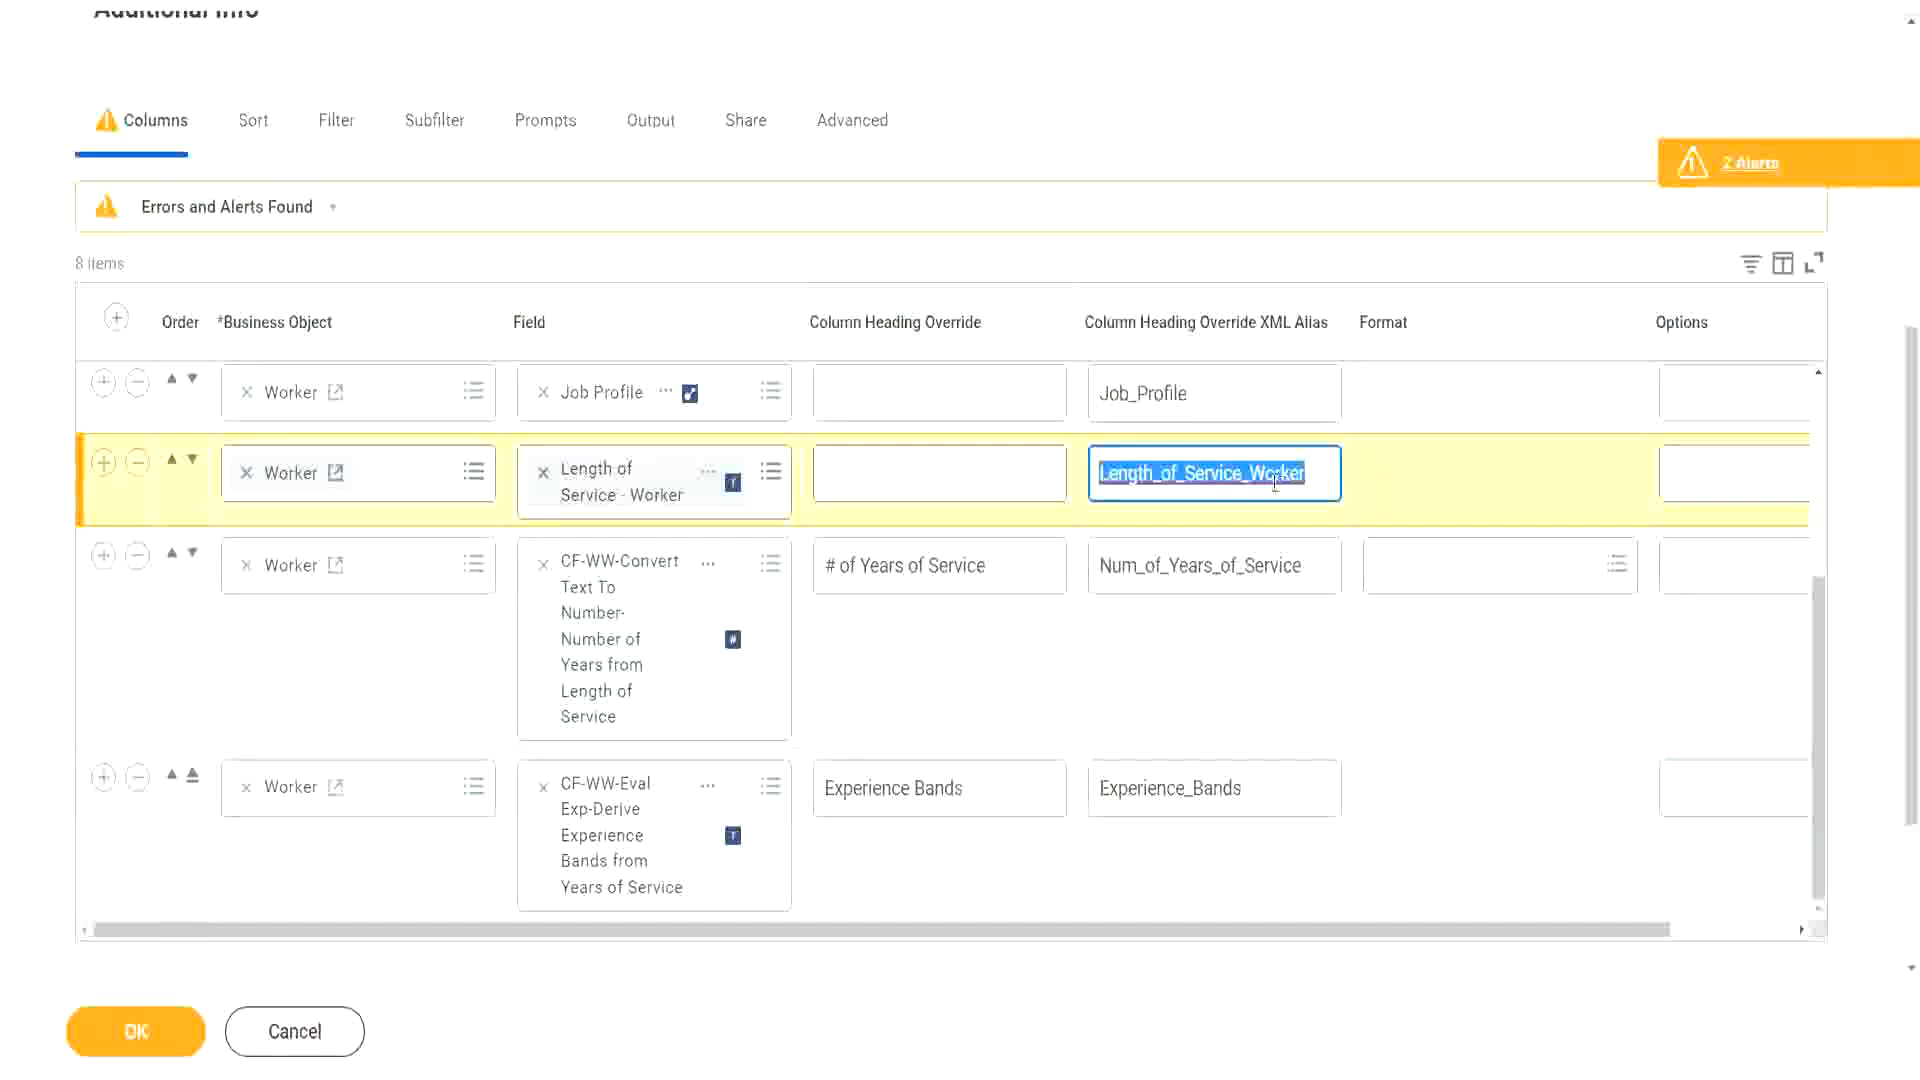 Additional Info
Columns Sort Filter Subfilter Prompts Output Share Advanced
2 Alerts
Errors and Alerts Found
8 items
Order *Business Object Field Column Heading Override Column Heading Override XML Alias Format Options
Worker Job Profile Job_Profile
Worker Length of Service - Worker Length_of_Service_Worker
Worker CF-WW-Convert # of Years of Service Num_of_Years_of_Service
Text To
Number-
Number of #
Years from
Length of
Service
Worker CF-WW-Eval Experience Bands Experience_Bands
Exp-Derive
Experience T
Bands from
Years of Service
OK Cancel